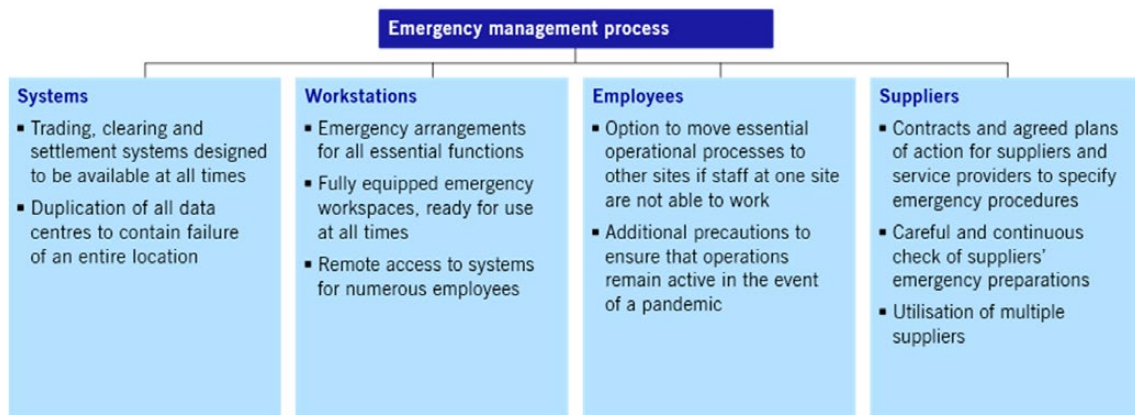 Emergency management process
Systems
▪ Trading, clearing and
settlement systems designed
to be available at all times
▪ Duplication of all data
centres to contain failure
of an entire location
Workstations
▪ Emergency arrangements
for all essential functions
▪ Fully equipped emergency
workspaces, ready for use
at all times
▪ Remote access to systems
for numerous employees
Employees
▪ Option to move essential
operational processes to
other sites if staff at one site
are not able to work
▪ Additional precautions to
ensure that operations
remain active in the event
of a pandemic
Suppliers
▪ Contracts and agreed plans
of action for suppliers and
service providers to specify
emergency procedures
▪ Careful and continuous
check of suppliers’
emergency preparations
▪ Utilisation of multiple
suppliers